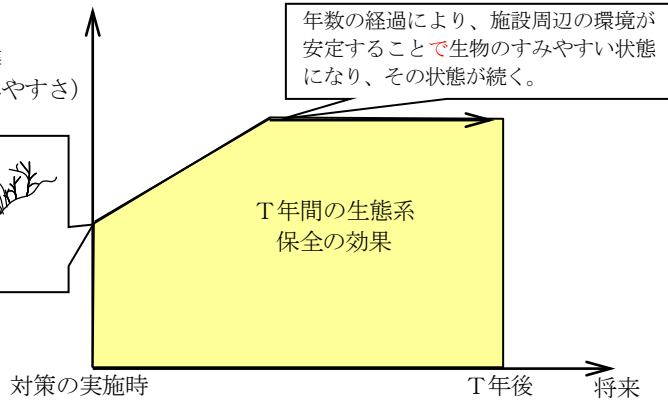 年数の経過により、施設周辺の環境が
安定することで生物のすみやすい状態
になり、その状態が続く。
やすさ）
Ｔ年間の生態系
保全の効果
対策の実施時
Ｔ年後
将来